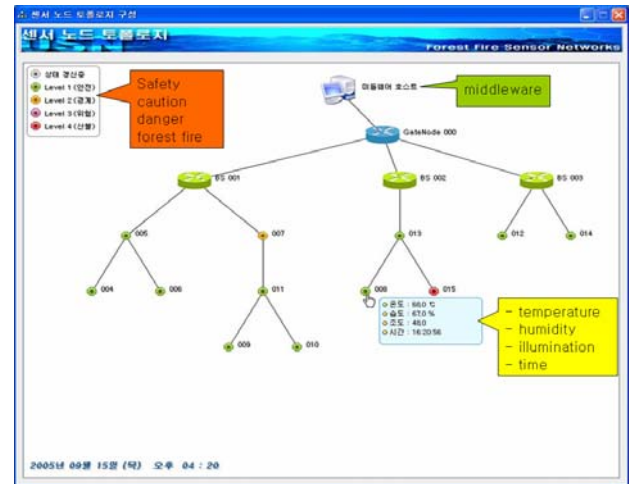 센서 노드 토폴로지 구성
센서 노드 토폴로지
Forest Fire Sensor Networks
상태 갱신중
Level 1 (안전)
Level 2 (경계)
Level 3 (위험)
Level 4 (산불)
Safety
caution
danger
forest fire
미들웨어 호스트
middleware
GateNode 000
BS 001
BS 002
BS 003
005
007
013
012
014
004
006
011
008
015
009
010
온도 : 66,0 ℃
습도 : 67,0 %
조도 : 48,0
시간 : 16:20:56
- temperature
- humidity
- illumination
- time
2005년 09월 15일 (목) 오후 04 : 20